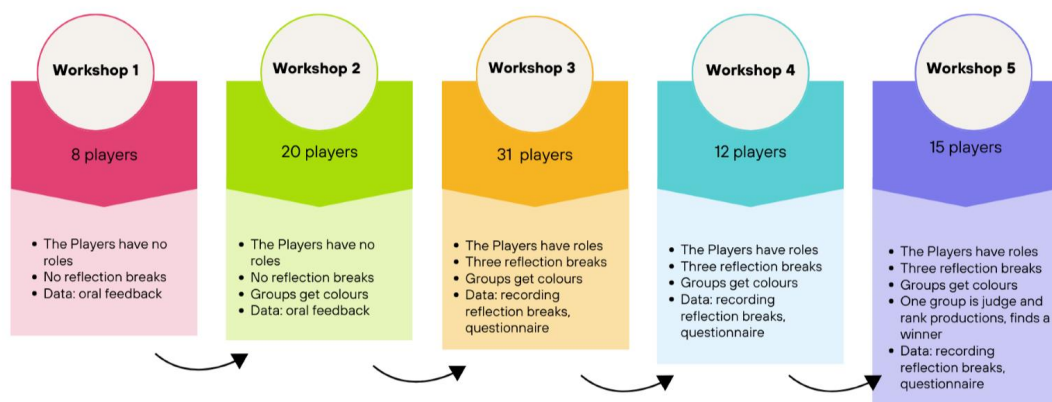 Workshop 1
8 players
• The Players have no
roles
• No reflection breaks
• Data: oral feedback
Workshop 2
20 players
• The Players have no
roles
• No reflection breaks
• Groups get colours
• Data: oral feedback
Workshop 3
31 players
• The Players have roles
• Three reflection breaks
• Groups get colours
• Data: recording
reflection breaks,
questionnaire
Workshop 4
12 players
• The Players have roles
• Three reflection breaks
• Groups get colours
• Data: recording
reflection breaks,
questionnaire
Workshop 5
15 players
• The Players have roles
• Three reflection breaks
• Groups get colours
• One group is judge and
rank productions, finds a
winner
• Data: recording
reflection breaks,
questionnaire